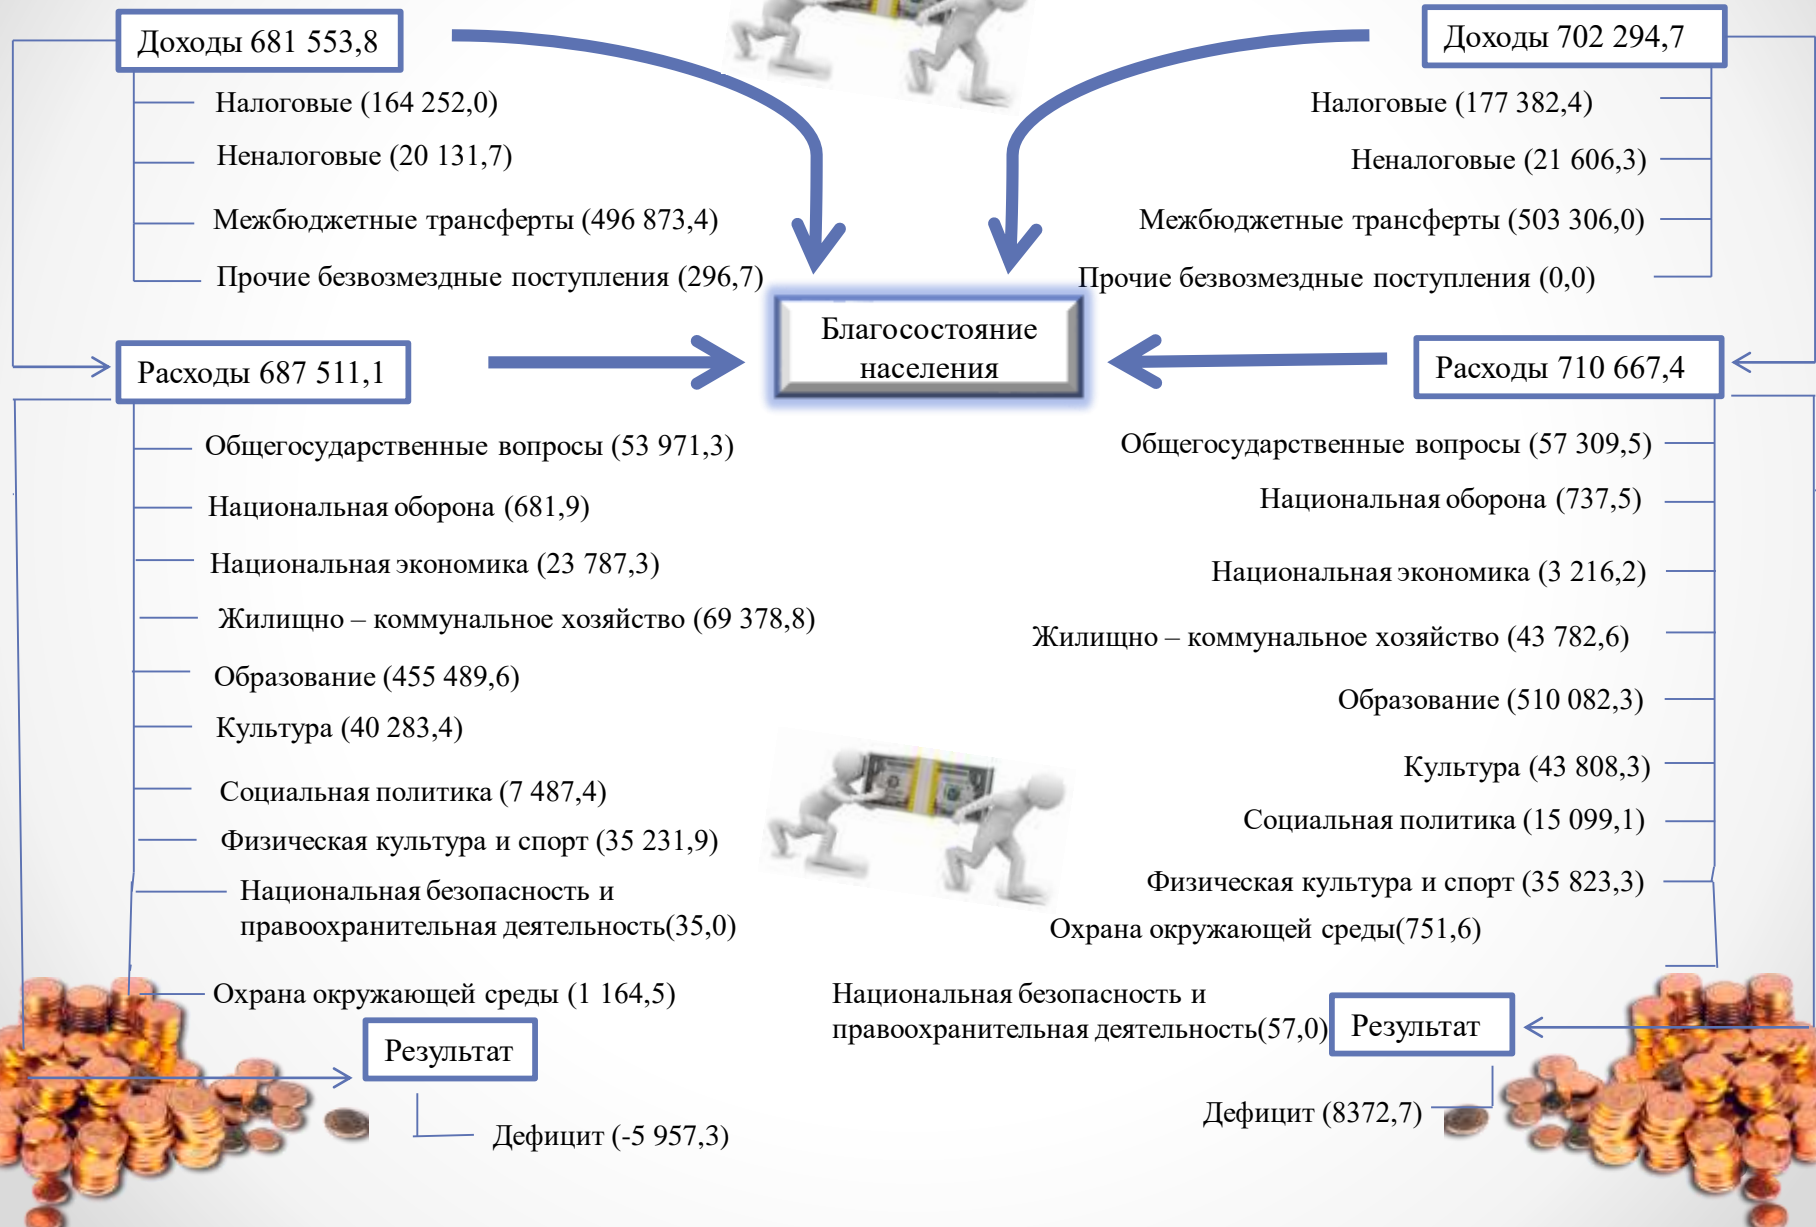 Доходы 681 553,8
Налоговые (164 252,0)
Неналоговые (20 131,7)
Межбюджетные трансферты (496 873,4)
Прочие безвозмездные поступления (296,7)
Доходы 702 294,7
Налоговые (177 382,4)
Неналоговые (21 606,3)
Межбюджетные трансферты (503 306,0)
Прочие безвозмездные поступления (0,0)
Благосостояние
населения
Расходы 687 511,1
Общегосударственные вопросы (53 971,3)
Национальная оборона (681,9)
Национальная экономика (23 787,3)
Жилищно – коммунальное хозяйство (69 378,8)
Образование (455 489,6)
Культура (40 283,4)
Социальная политика (7 487,4)
Физическая культура и спорт (35 231,9)
Национальная безопасность и
правоохранительная деятельность(35,0)
Охрана окружающей среды (1 164,5)
Результат
Дефицит (-5 957,3)
Расходы 710 667,4
Общегосударственные вопросы (57 309,5)
Национальная оборона (737,5)
Национальная экономика (3 216,2)
Жилищно – коммунальное хозяйство (43 782,6)
Образование (510 082,3)
Культура (43 808,3)
Социальная политика (15 099,1)
Физическая культура и спорт (35 823,3)
Охрана окружающей среды(751,6)
Национальная безопасность и
правоохранительная деятельность(57,0)
Результат
Дефицит (8372,7)